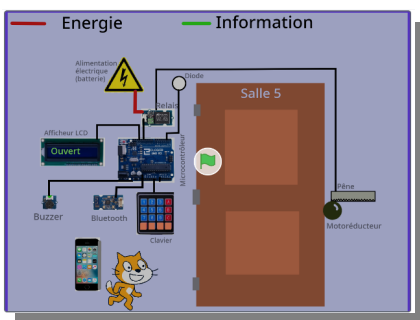 Energie
Information
Alimentation
électrique
(batterie)
Diode
Relais
Salle 5
Afficheur LCD
Ouvert
Microcontrôleur
Pêne
Buzzer
Bluetooth
Motoréducteur
Clavier